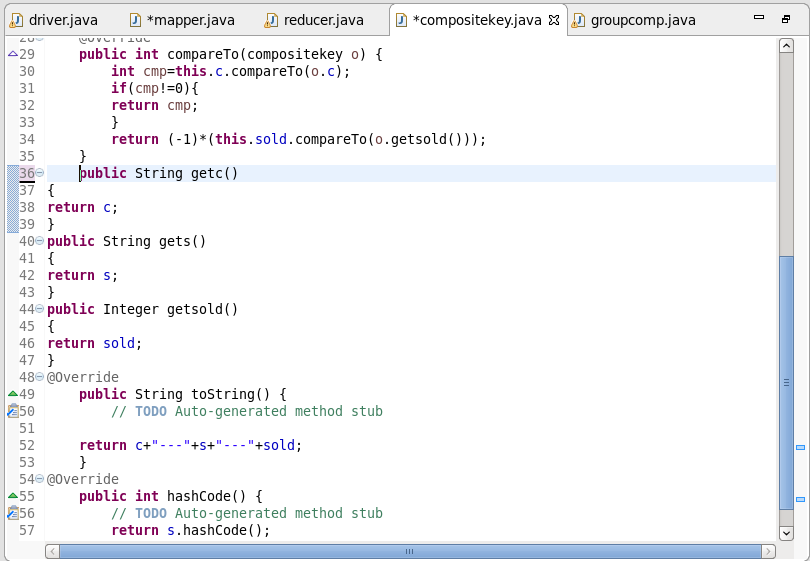 driver.java *mapper.java reducer.java *compositekey.java groupcomp.java
28 @Override
29 public int compareTo(compositekey o) {
30 int cmp=this.c.compareTo(o.c);
31 if(cmp!=0){
32 return cmp;
33 }
34 return (-1)*(this.sold.compareTo(o.getsold()));
35 }
36 public String getc()
37 {
38 return c;
39 }
40 public String gets()
41 {
42 return s;
43 }
44 public Integer getsold()
45 {
46 return sold;
47 }
48 @Override
49 public String toString() {
50 // TODO Auto-generated method stub
51
52 return c+"---"+s+"---"+sold;
53 }
54 @Override
55 public int hashCode() {
56 // TODO Auto-generated method stub
57 return s.hashCode();